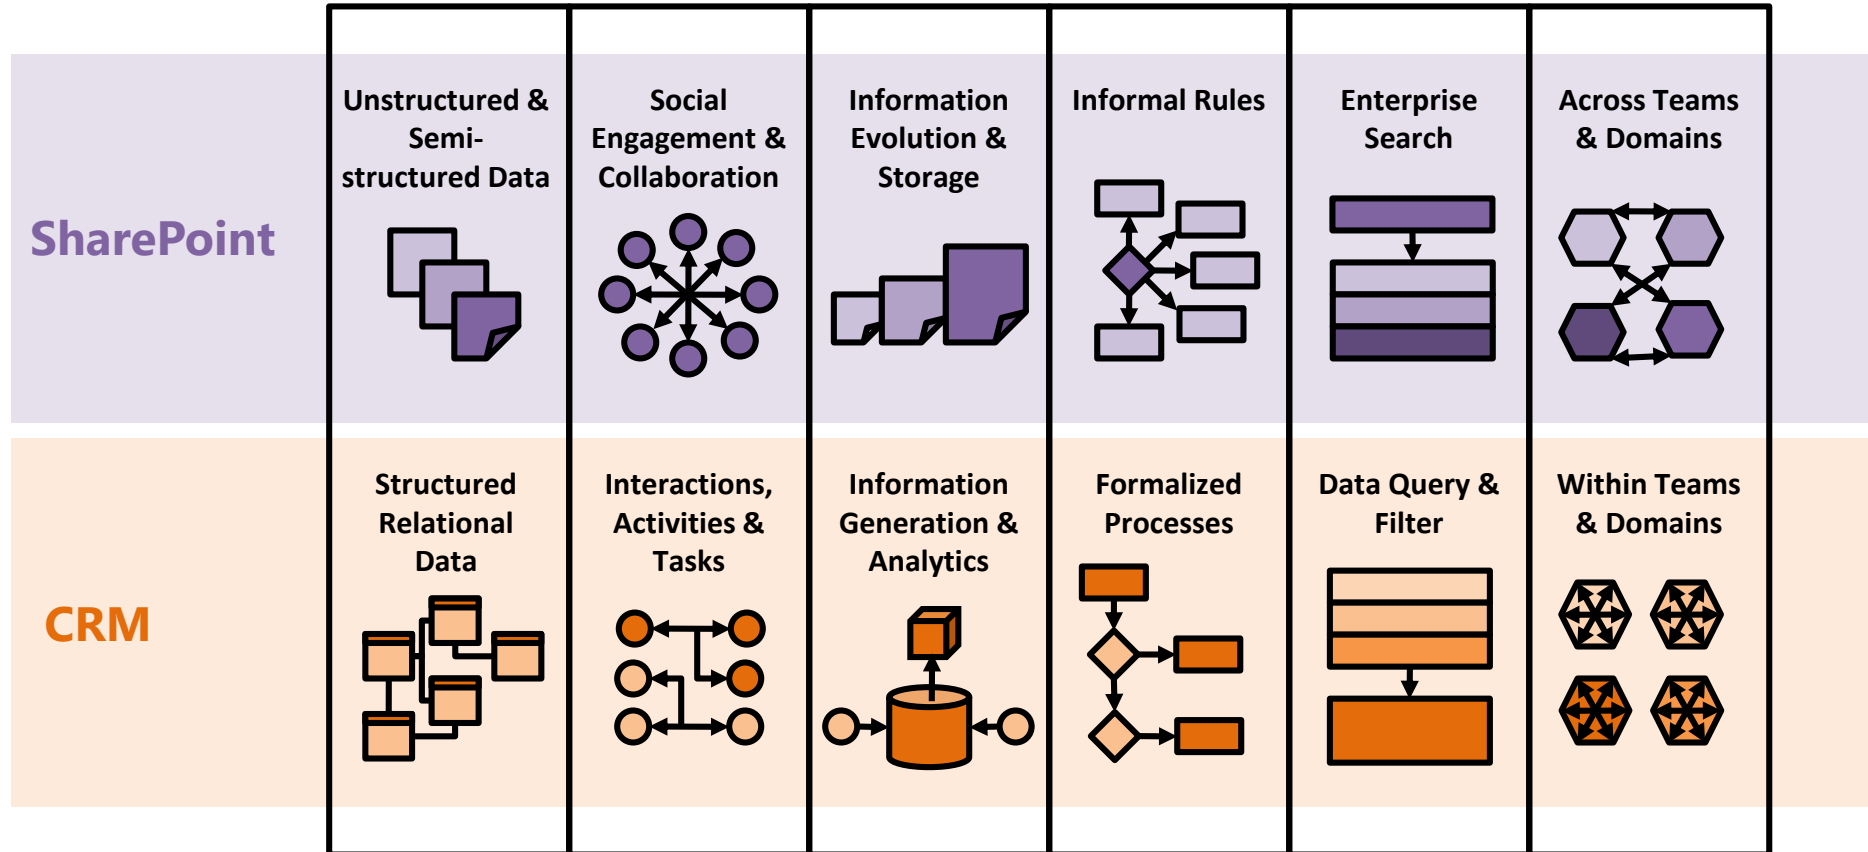 SharePoint
Unstructured &
Semi-
structured Data
Social
Engagement &
Collaboration
Information
Evolution &
Storage
Informal Rules
Enterprise
Search
Across Teams
& Domains
CRM
Structured
Relational
Data
Interactions,
Activities &
Tasks
Information
Generation &
Analytics
Formalized
Processes
Data Query &
Filter
Within Teams
& Domains